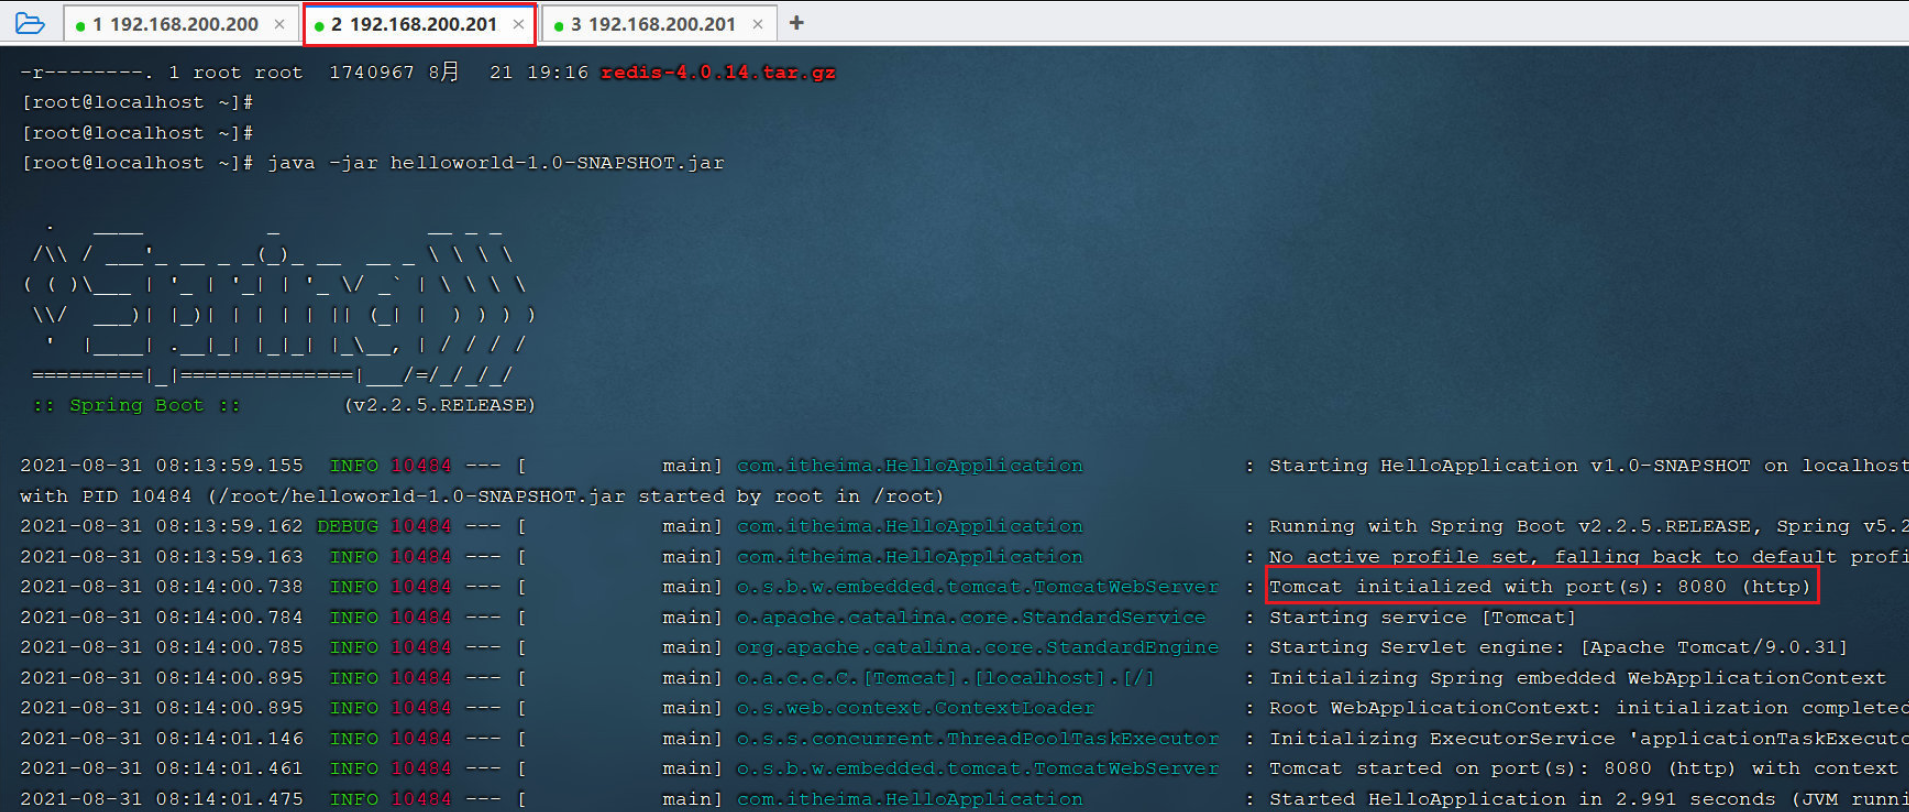 1 192.168.200.200 × 2 192.168.200.201 × 3 192.168.200.201 × +
-r--------. 1 root root  1740967 8月  21 19:16 redis-4.0.14.tar.gz
[root@localhost ~]#
[root@localhost ~]#
[root@localhost ~]# java -jar helloworld-1.0-SNAPSHOT.jar
  .   ____          _            __ _ _
 /\\ / ___'_ __ _ _(_)_ __  __ _ \ \ \ \
( ( )\___ | '_ | '_| | '_ \/ _` | \ \ \ \
 \\/  ___)| |_)| | | | | || (_| |  ) ) ) )
  '  |____| .__|_| |_|_| |_\__, | / / / /
 =========|_|==============|___/=/_/_/_/
 :: Spring Boot ::        (v2.2.5.RELEASE)
2021-08-31 08:13:59.155  INFO 10484 --- [           main] com.itheima.HelloApplication             : Starting HelloApplication v1.0-SNAPSHOT on localhost
with PID 10484 (/root/helloworld-1.0-SNAPSHOT.jar started by root in /root)
2021-08-31 08:13:59.162 DEBUG 10484 --- [           main] com.itheima.HelloApplication             : Running with Spring Boot v2.2.5.RELEASE, Spring v5.2
2021-08-31 08:13:59.163  INFO 10484 --- [           main] com.itheima.HelloApplication             : No active profile set, falling back to default profi
2021-08-31 08:14:00.738  INFO 10484 --- [           main] o.s.b.w.embedded.tomcat.TomcatWebServer  : Tomcat initialized with port(s): 8080 (http)
2021-08-31 08:14:00.784  INFO 10484 --- [           main] o.apache.catalina.core.StandardService   : Starting service [Tomcat]
2021-08-31 08:14:00.785  INFO 10484 --- [           main] org.apache.catalina.core.StandardEngine  : Starting Servlet engine: [Apache Tomcat/9.0.31]
2021-08-31 08:14:00.895  INFO 10484 --- [           main] o.a.c.c.C.[Tomcat].[localhost].[/]       : Initializing Spring embedded WebApplicationContext
2021-08-31 08:14:00.895  INFO 10484 --- [           main] o.s.web.context.ContextLoader            : Root WebApplicationContext: initialization completed
2021-08-31 08:14:01.146  INFO 10484 --- [           main] o.s.s.concurrent.ThreadPoolTaskExecutor  : Initializing ExecutorService 'applicationTaskExecuto
2021-08-31 08:14:01.461  INFO 10484 --- [           main] o.s.b.w.embedded.tomcat.TomcatWebServer  : Tomcat started on port(s): 8080 (http) with context
2021-08-31 08:14:01.475  INFO 10484 --- [           main] com.itheima.HelloApplication             : Started HelloApplication in 2.991 seconds (JVM runni